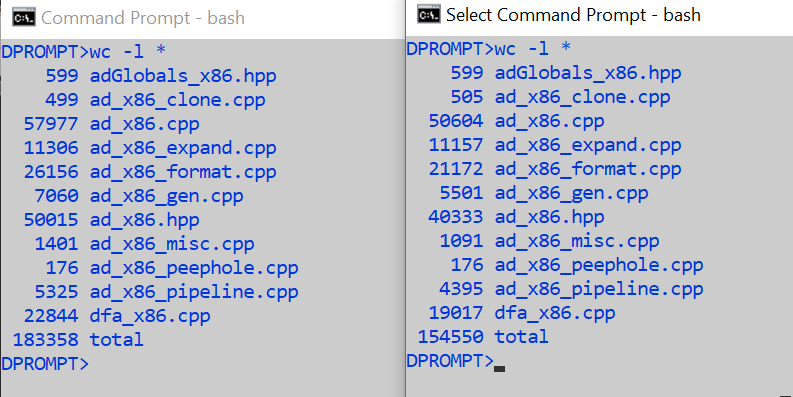 Command Prompt - bash
DPROMPT>wc -l *
599 adGlobals_x86.hpp
499 ad_x86_clone.cpp
57977 ad_x86.cpp
11306 ad_x86_expand.cpp
26156 ad_x86_format.cpp
7060 ad_x86_gen.cpp
50015 ad_x86.hpp
1401 ad_x86_misc.cpp
176 ad_x86_peephole.cpp
5325 ad_x86_pipeline.cpp
22844 dfa_x86.cpp
183358 total
DPROMPT>
Select Command Prompt - bash
DPROMPT>wc -l *
599 adGlobals_x86.hpp
505 ad_x86_clone.cpp
50604 ad_x86.cpp
11157 ad_x86_expand.cpp
21172 ad_x86_format.cpp
5501 ad_x86_gen.cpp
40333 ad_x86.hpp
1091 ad_x86_misc.cpp
176 ad_x86_peephole.cpp
4395 ad_x86_pipeline.cpp
19017 dfa_x86.cpp
154550 total
DPROMPT>